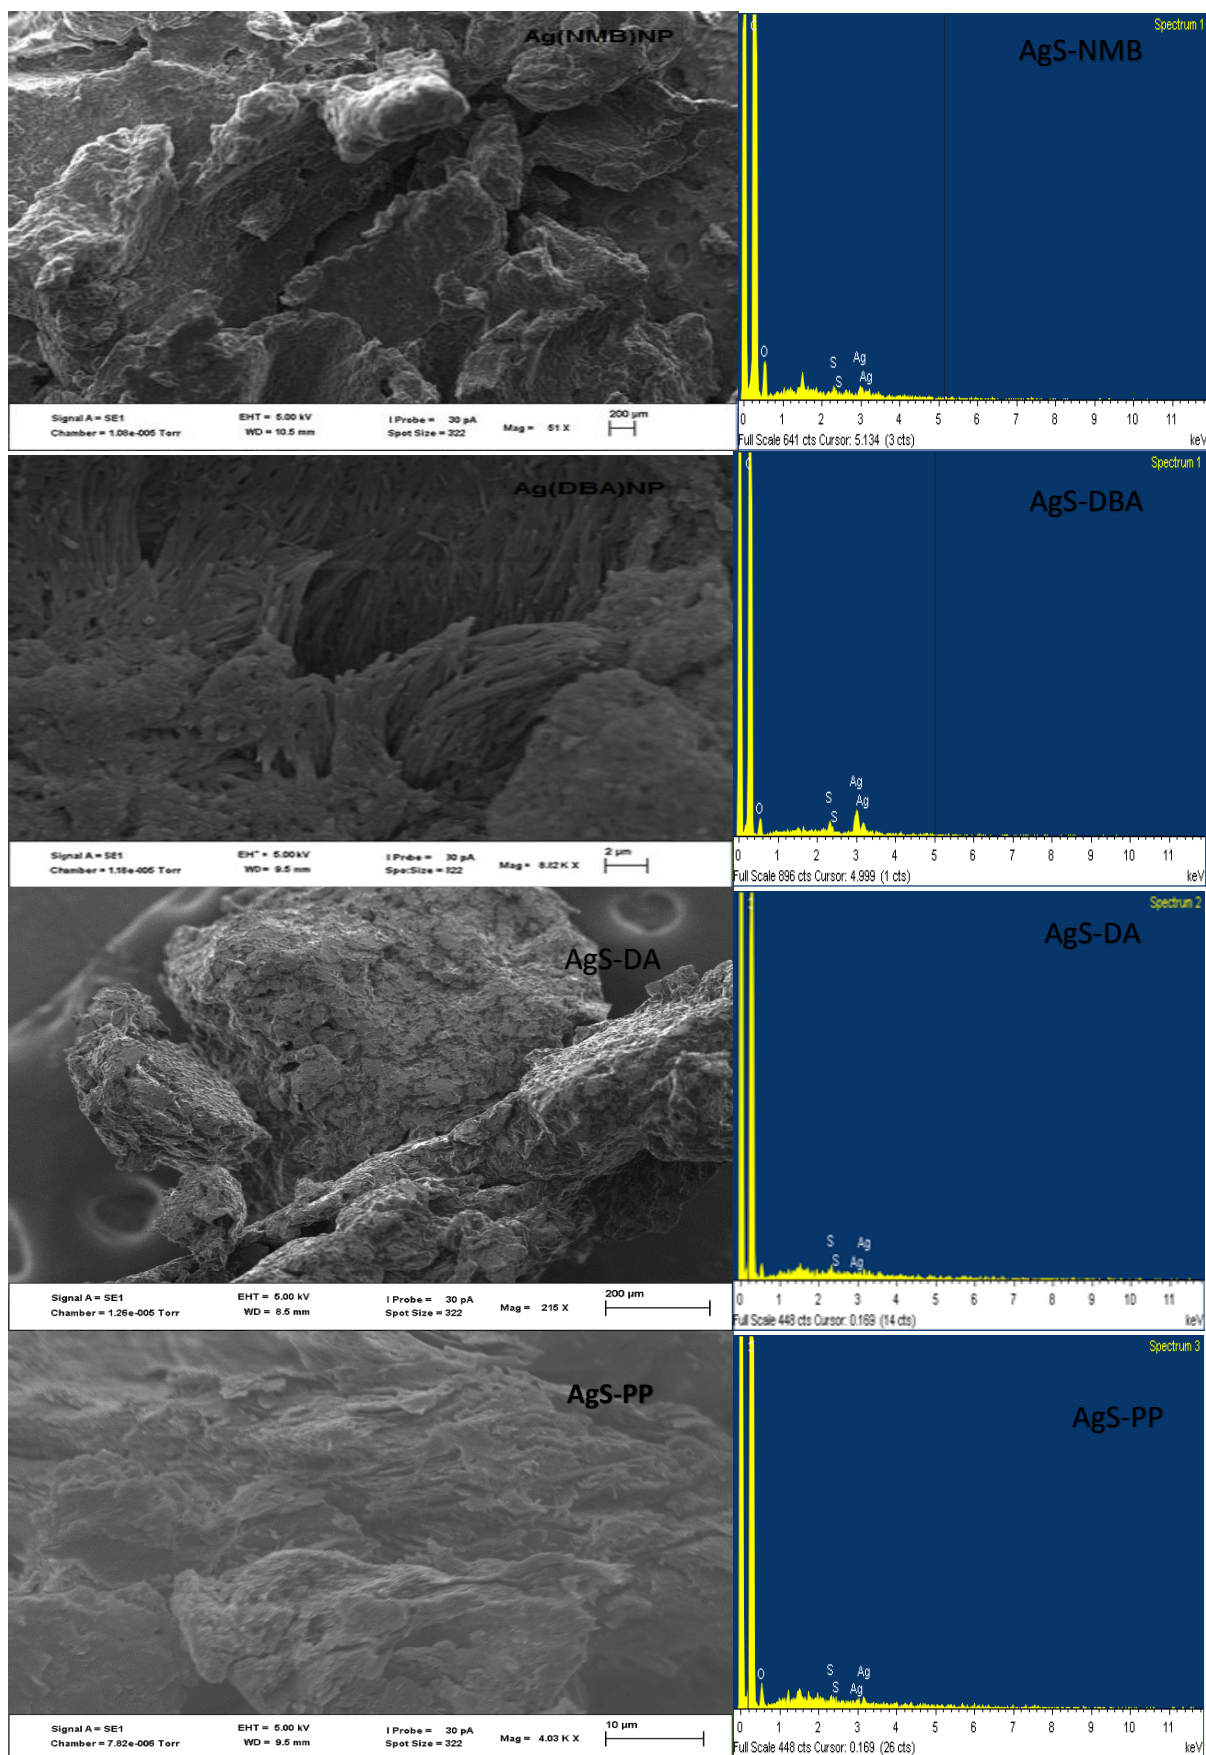 Ag(NMB)NP
Signal A = SE1 EHT = 5.00 kV I Probe = 30 pA 200 µm
Chamber = 1.08e-005 Torr WD = 10.5 mm Spot Size = 322 Mag = 51 X
Spectrum 1
AgS-NMB
O S S Ag Ag
0 1 2 3 4 5 6 7 8 9 10 11
Full Scale 641 cts Cursor: 5.134 (3 cts) keV
Ag(DBA)NP
Signal A = SE1 EH" = 5.00 kV I Probe = 30 pA 2 µm
Chamber = 1.18e-005 Torr WD = 9.5 mm Spot Size = 322 Mag = 8.82 K X
Spectrum 1
AgS-DBA
O S S Ag Ag
0 1 2 3 4 5 6 7 8 9 10 11
Full Scale 896 cts Cursor: 4.999 (1 cts) keV
AgS-DA
Signal A = SE1 EHT = 5.00 kV I Probe = 30 pA 200 µm
Chamber = 1.26e-005 Torr WD = 8.5 mm Spot Size = 322 Mag = 215 X
Spectrum 2
AgS-DA
S S Ag Ag
0 1 2 3 4 5 6 7 8 9 10 11
Full Scale 448 cts Cursor: 0.169 (14 cts) keV
AgS-PP
Signal A = SE1 EHT = 5.00 kV I Probe = 30 pA 10 µm
Chamber = 7.82e-006 Torr WD = 9.5 mm Spot Size = 322 Mag = 4.03 K X
Spectrum 3
AgS-PP
O S S Ag Ag
0 1 2 3 4 5 6 7 8 9 10 11
Full Scale 448 cts Cursor: 0.169 (26 cts) keV